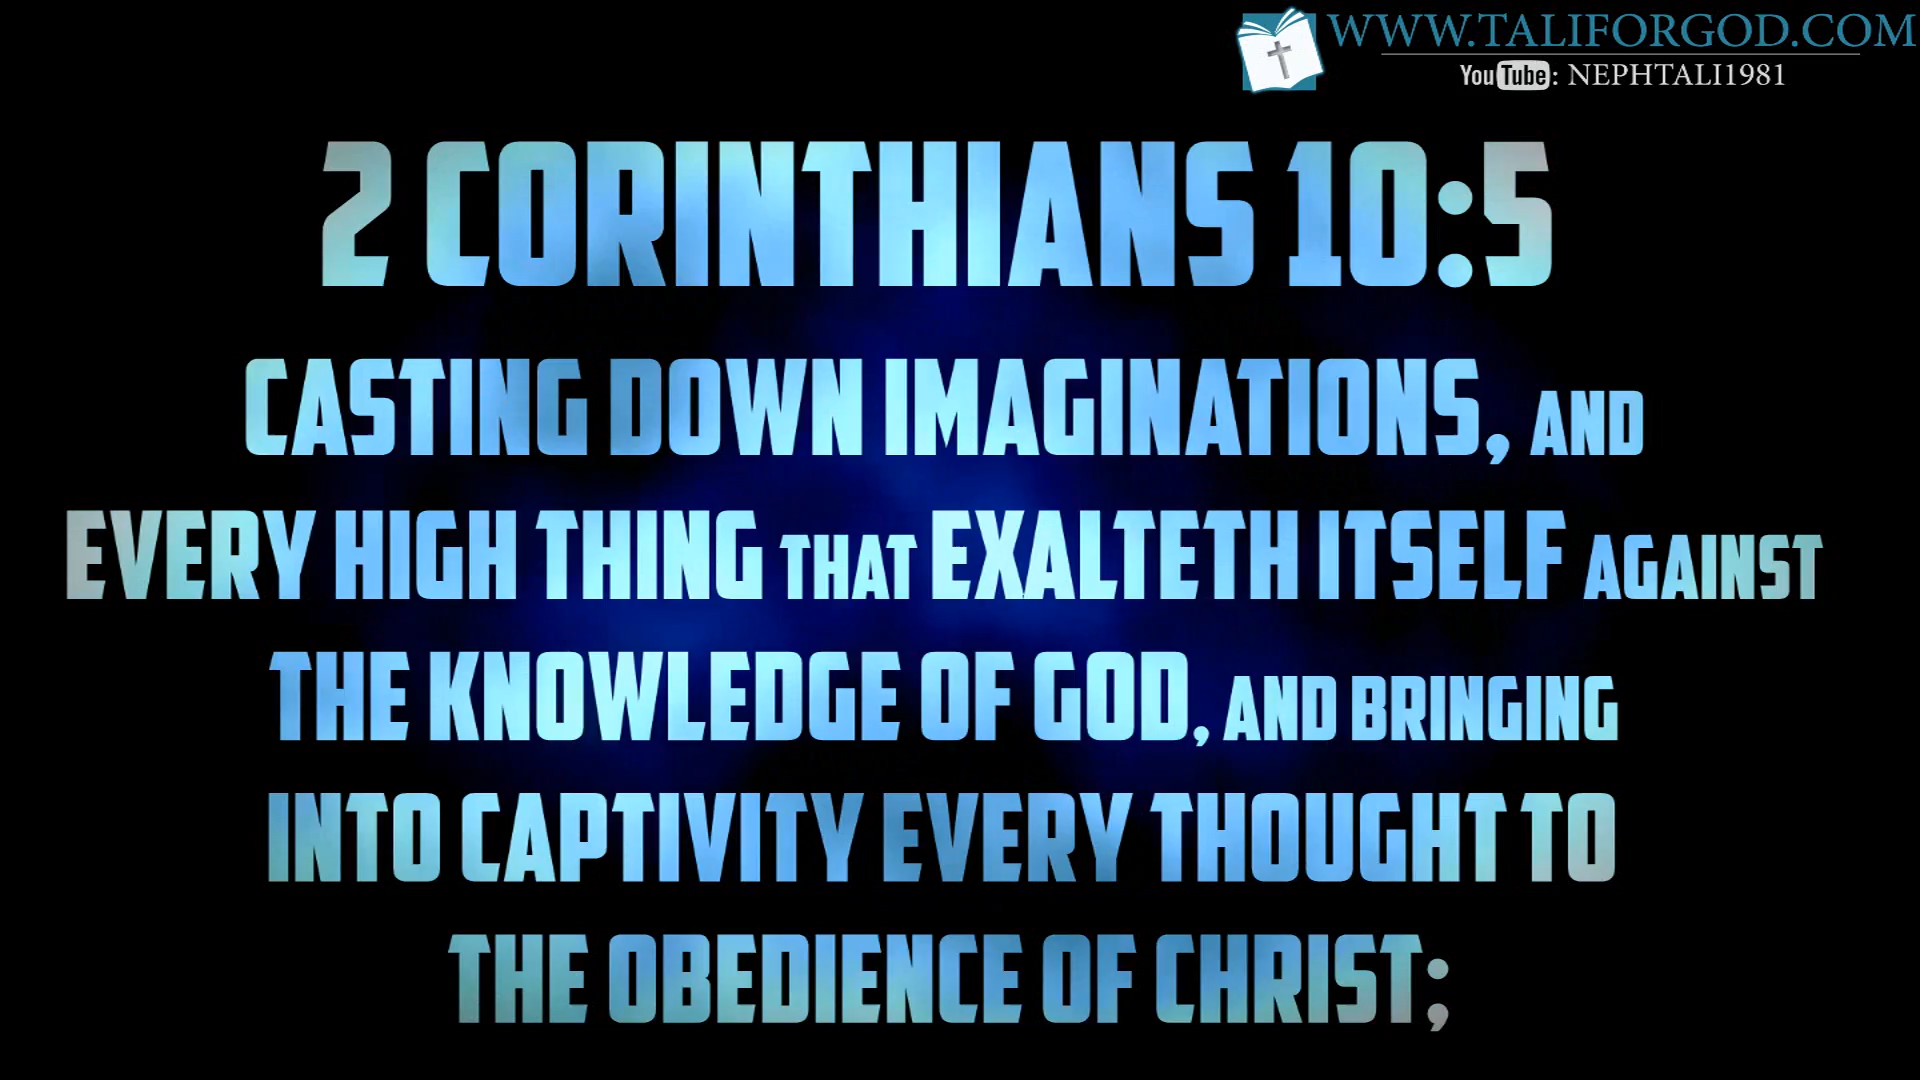 WWW.TALIFORGOD.COM
YouTube: NEPHTALI1981
2 CORINTHIANS 10:5
CASTING DOWN IMAGINATIONS, AND
EVERY HIGH THING THAT EXALTETH ITSELF AGAINST
THE KNOWLEDGE OF GOD, AND BRINGING
INTO CAPTIVITY EVERY THOUGHT TO
THE OBEDIENCE OF CHRIST;